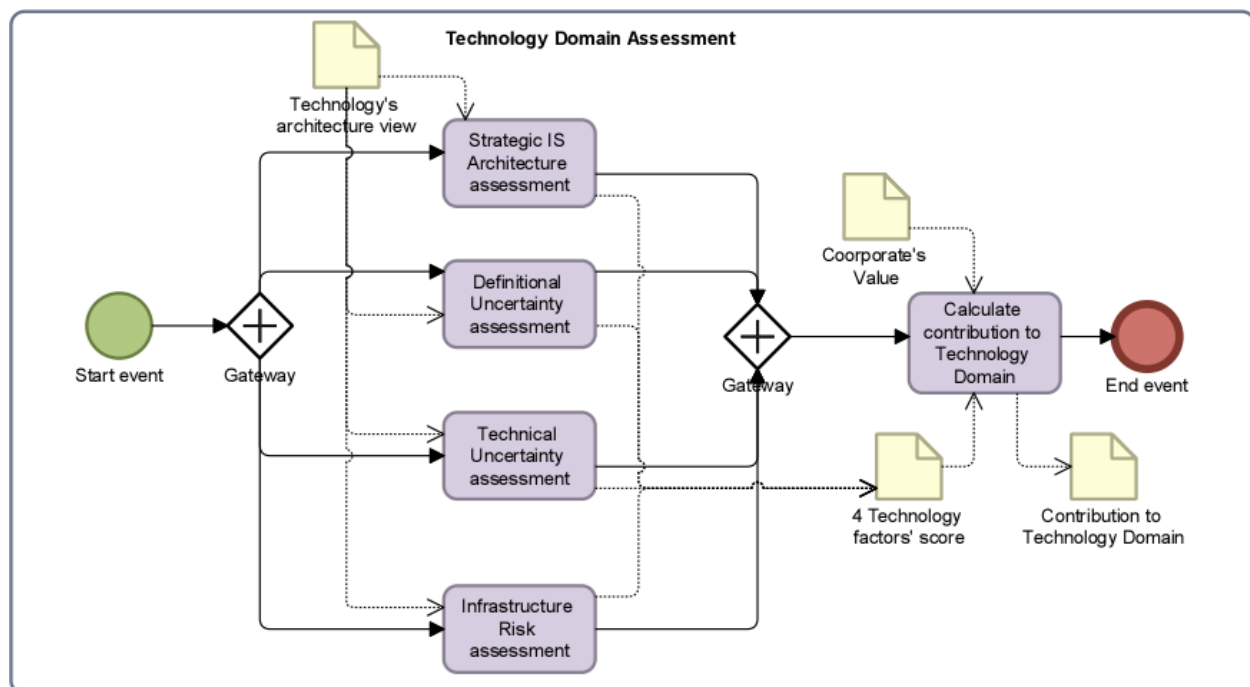 Technology Domain Assessment
Technology's
architecture view
Strategic IS
Architecture
assessment
Coorporate's
Value
Definitional
Uncertainty
assessment
Calculate
contribution to
Technology
Domain
Start event
Gateway
Gateway
End event
Technical
Uncertainty
assessment
4 Technology
factors' score
Contribution to
Technology Domain
Infrastructure
Risk
assessment